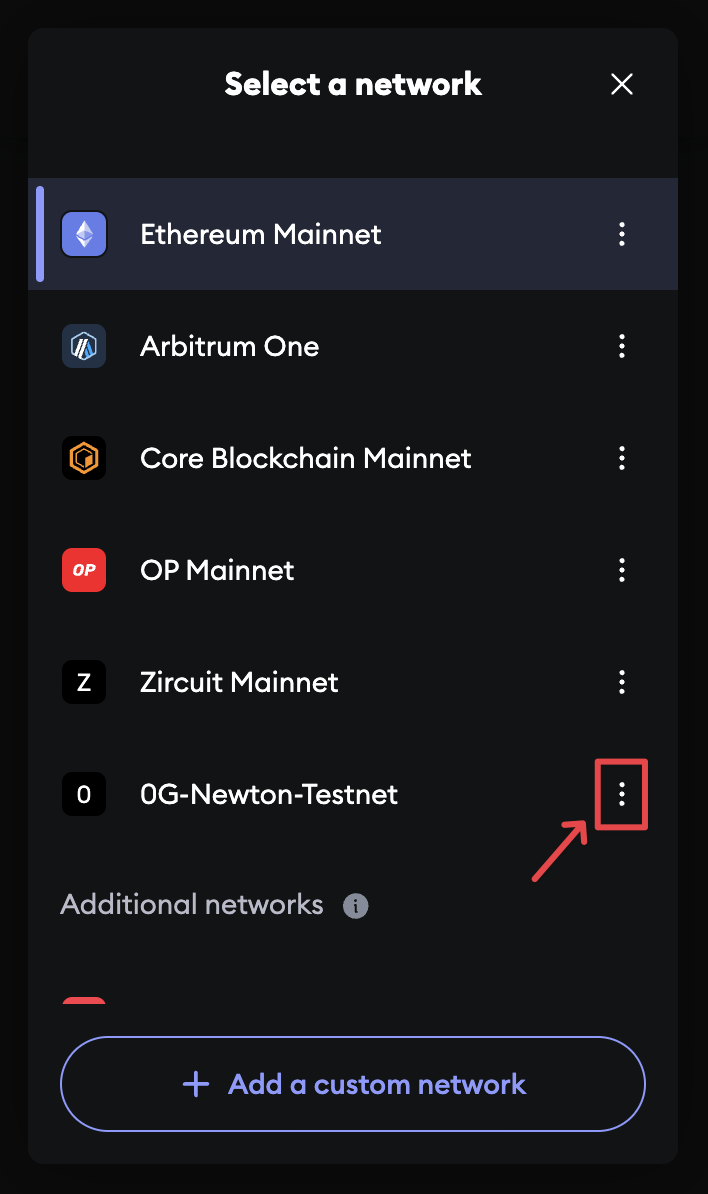 Select a network
Ethereum Mainnet
Arbitrum One
Core Blockchain Mainnet
OP
OP Mainnet
Z
Zircuit Mainnet
0
0G-Newton-Testnet
Additional networks
Add a custom network